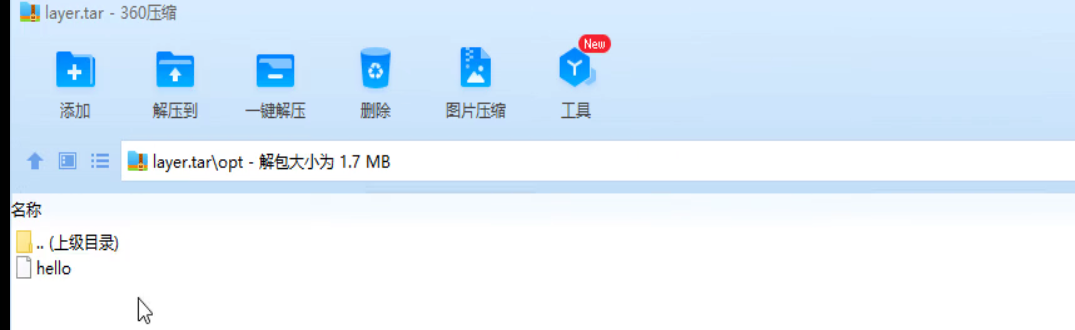 layer.tar - 360压缩
New
添加 解压到 一键解压 删除 图片压缩 工具
layer.tar\opt - 解包大小为 1.7 MB
名称
.. (上级目录)
hello